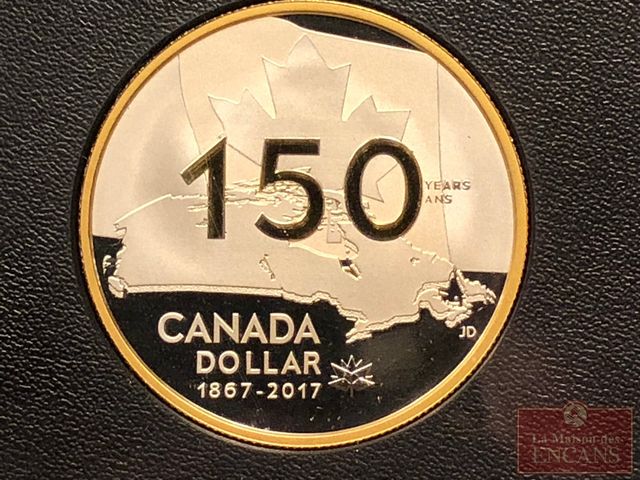 150
YEARS
ANS
CANADA
DOLLAR
1867-2017
JD
La Maison des
ENCANS